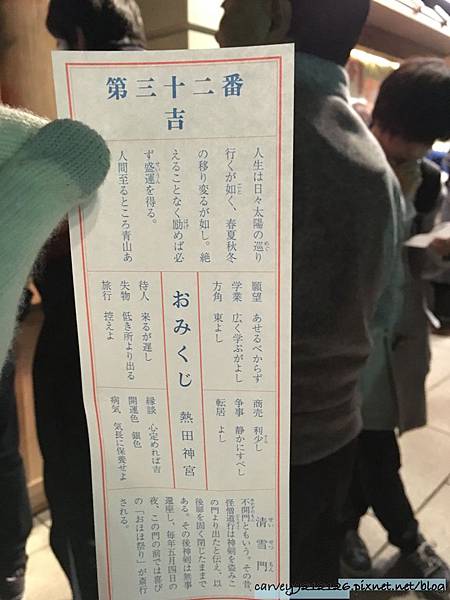 第三十二番
吉
人生は日々太陽の巡り
行くが如く、春夏秋冬
の移り変るが如し。絶
えることなく励めば必
ず盛運を得る。
人間至るところ青山あ
願望 あせるべからず
学業 広く学ぶがよし
方角 東よし
商売 利少し
争事 静かにすべし
転居 よし
おみくじ 熱田神宮
待人 来るが遅し
失物 低き所より出る
旅行 控えよ
縁談 心定めれば吉
開運色 銀色
病気 気長に保養せよ
清雪門
不開門ともいう。その昔、
怪僧道行は神剣を盗みこ
の門より出たと伝え、以
後扉を固く閉じたままで
ある。その後神剣は無事
還座し、毎年五月四日の
夜、この門の前では喜び
の「おほほ祭り」が斎行
される。
carveyyz1z1z6.pixnet.net/blog